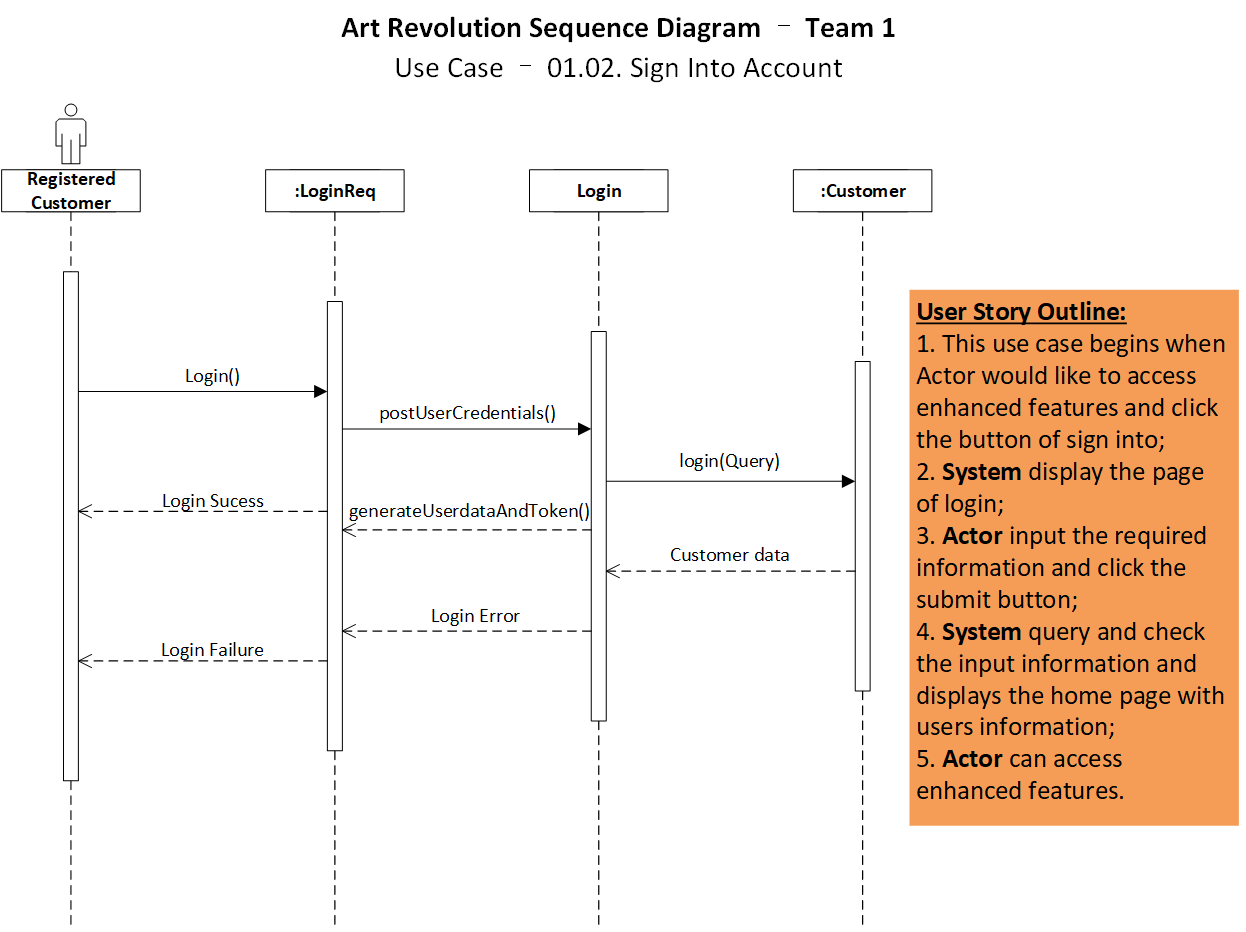 Art Revolution Sequence Diagram – Team 1
Use Case – 01.02. Sign Into Account
Registered
Customer
:LoginReq
Login
:Customer
Login()
postUserCredentials()
login(Query)
Login Sucess
generateUserdataAndToken()
Customer data
Login Error
Login Failure
User Story Outline:
1. This use case begins when
Actor would like to access
enhanced features and click
the button of sign into;
2. System display the page
of login;
3. Actor input the required
information and click the
submit button;
4. System query and check
the input information and
displays the home page with
users information;
5. Actor can access
enhanced features.